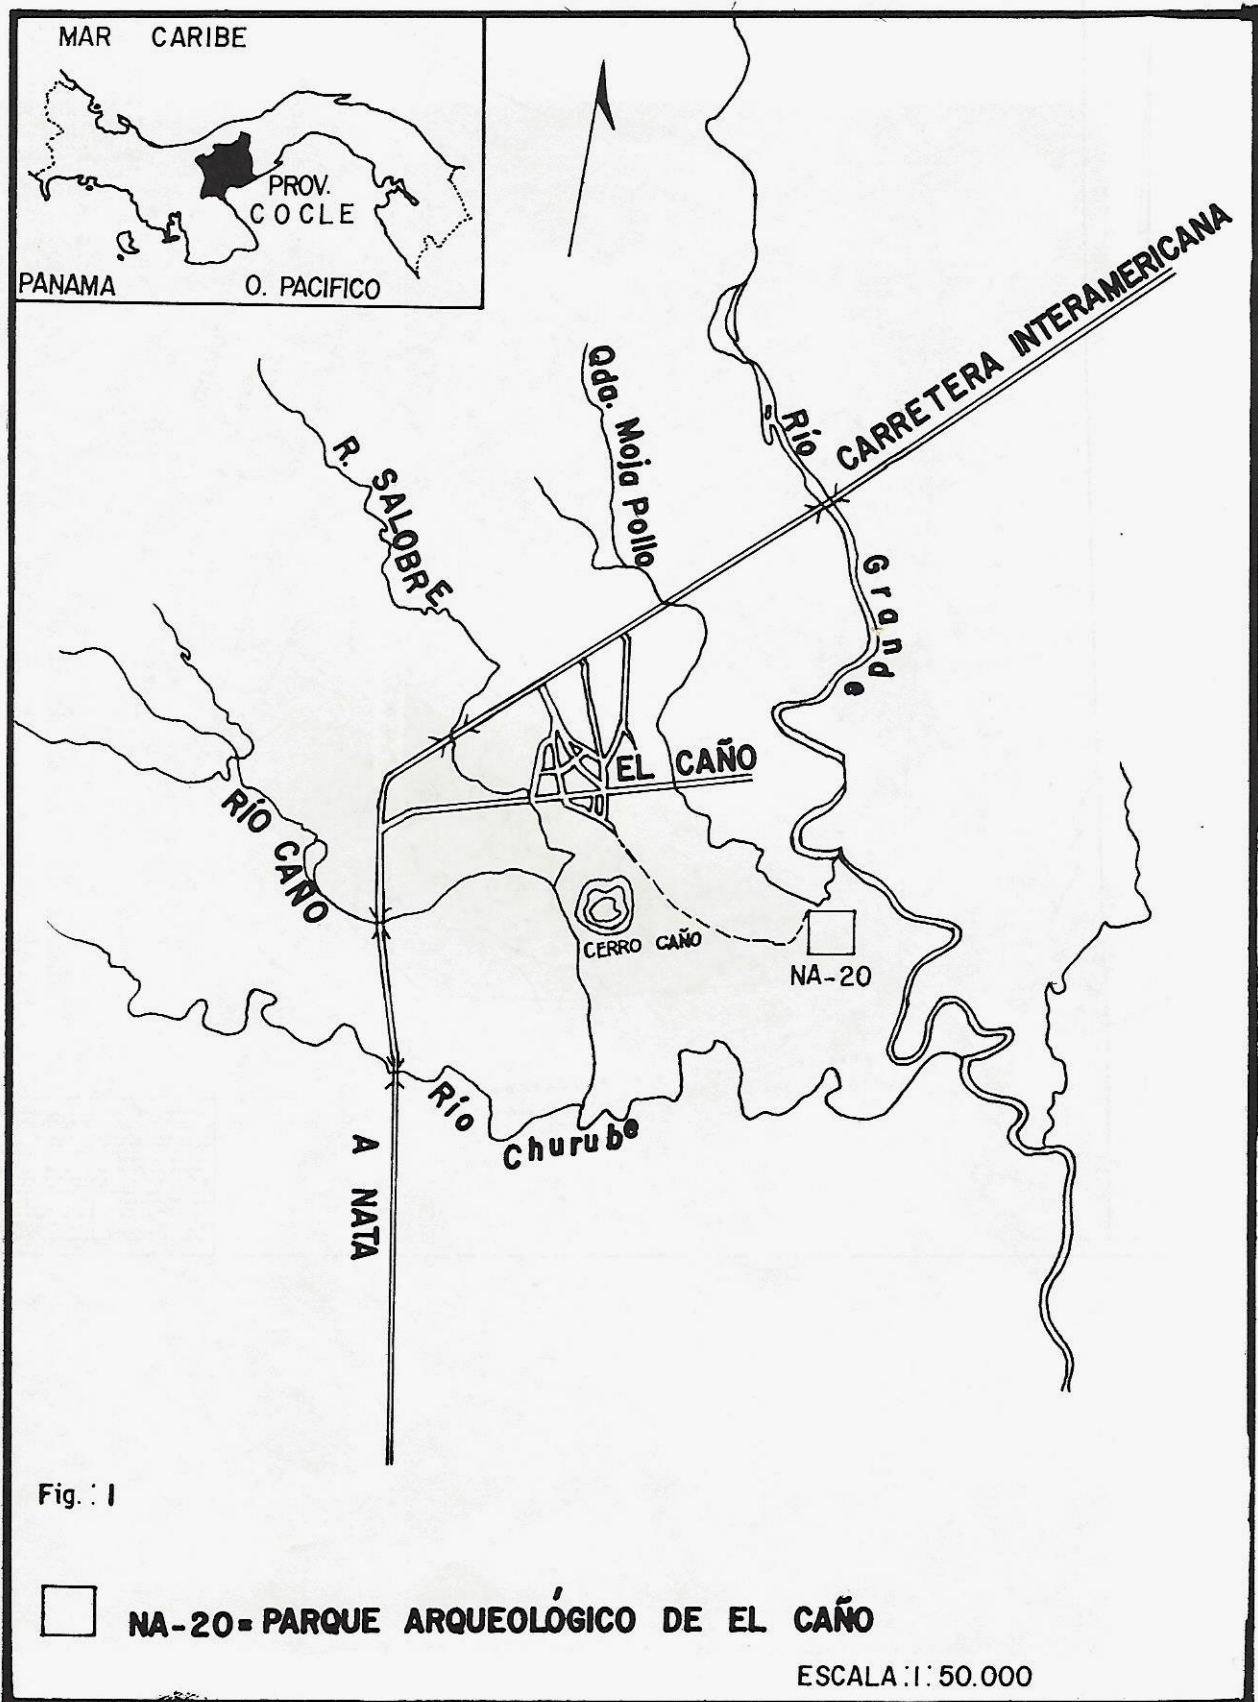 MAR CARIBE
PROV.
COCLE
PANAMA
O. PACIFICO
CARRETERA INTERAMERICANA
Qda. Moja Pollo
Río Grande
R. SALOBRE
EL CAÑO
RÍO CAÑO
CERRO CAÑO
NA-20
Río Churube
A NATA
Fig.: 1
NA-20= PARQUE ARQUEOLÓGICO DE EL CAÑO
ESCALA:1:50.000